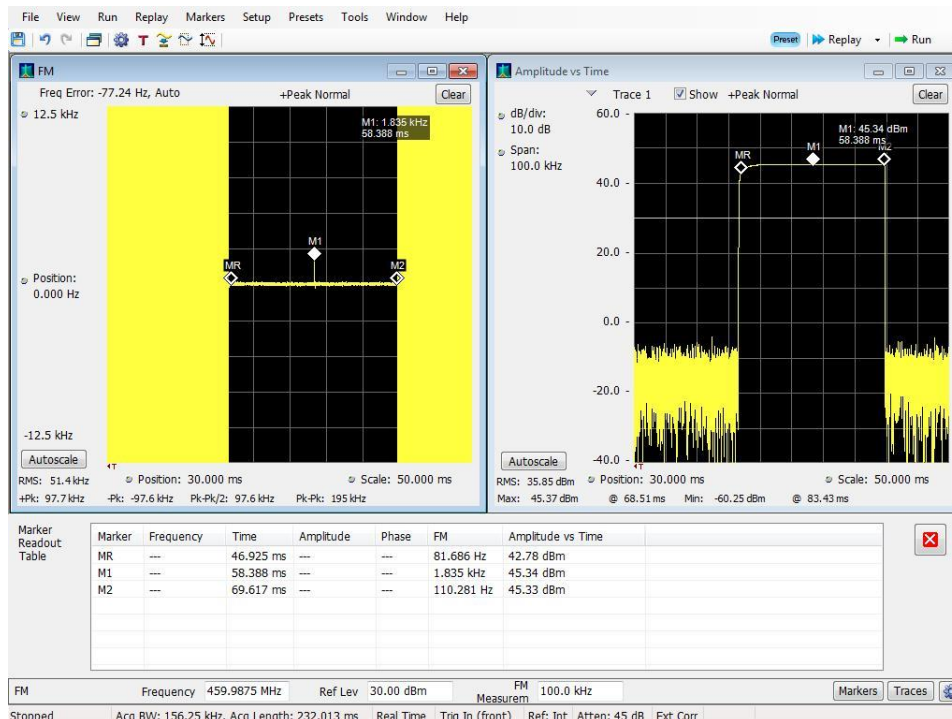 File View Run Replay Markers Setup Presets Tools Window Help
T Preset Replay Run
FM
Freq Error: -77.24 Hz, Auto +Peak Normal Clear
12.5 kHz
M1: 1.835 kHz
58.388 ms
M1
MR M2
Position:
0.000 Hz
-12.5 kHz
Autoscale
T
RMS: 51.4 kHz Position: 30.000 ms Scale: 50.000 ms
+Pk: 97.7 kHz -Pk: -97.6 kHz Pk-Pk/2: 97.6 kHz Pk-Pk: 195 kHz
Amplitude vs Time
Trace 1 Show +Peak Normal Clear
dB/div:
10.0 dB
Span:
100.0 kHz
60.0 -
M1: 45.34 dBm
58.388 ms
MR M1 M2
40.0 -
20.0 -
0.0 -
-20.0 -
-40.0 -
Autoscale
T
RMS: 35.85 dBm Position: 30.000 ms Scale: 50.000 ms
Max: 45.37 dBm @ 68.51 ms Min: -60.25 dBm @ 83.43 ms
Marker
Readout
Table
Marker Frequency Time Amplitude Phase FM Amplitude vs Time
MR --- 46.925 ms --- --- 81.686 Hz 42.78 dBm
M1 --- 58.388 ms --- --- 1.835 kHz 45.34 dBm
M2 --- 69.617 ms --- --- 110.281 Hz 45.33 dBm
FM Frequency 459.9875 MHz Ref Lev 30.00 dBm FM Measurem 100.0 kHz Markers Traces
Stopped Acq BW: 156.25 kHz, Acq Length: 232.013 ms Real Time Trig In (front) Ref: Int Atten: 45 dB Ext Corr